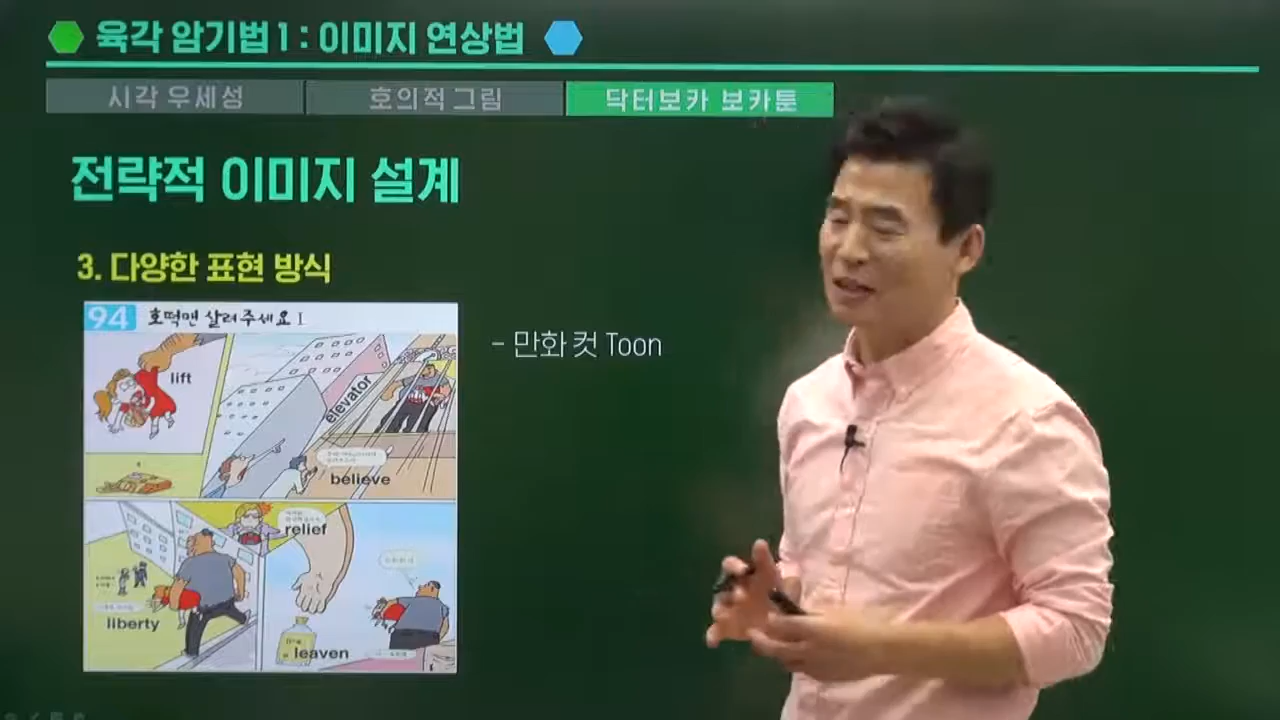 육각 암기법 1 : 이미지 연상법
시각 우세성
호의적 그림
닥터보카 보카툰
전략적 이미지 설계
3. 다양한 표현 방식
94 호떡맨 살려주세요 I
- 만화 컷 Toon
lift
elevator
believe
relief
liberty
leaven